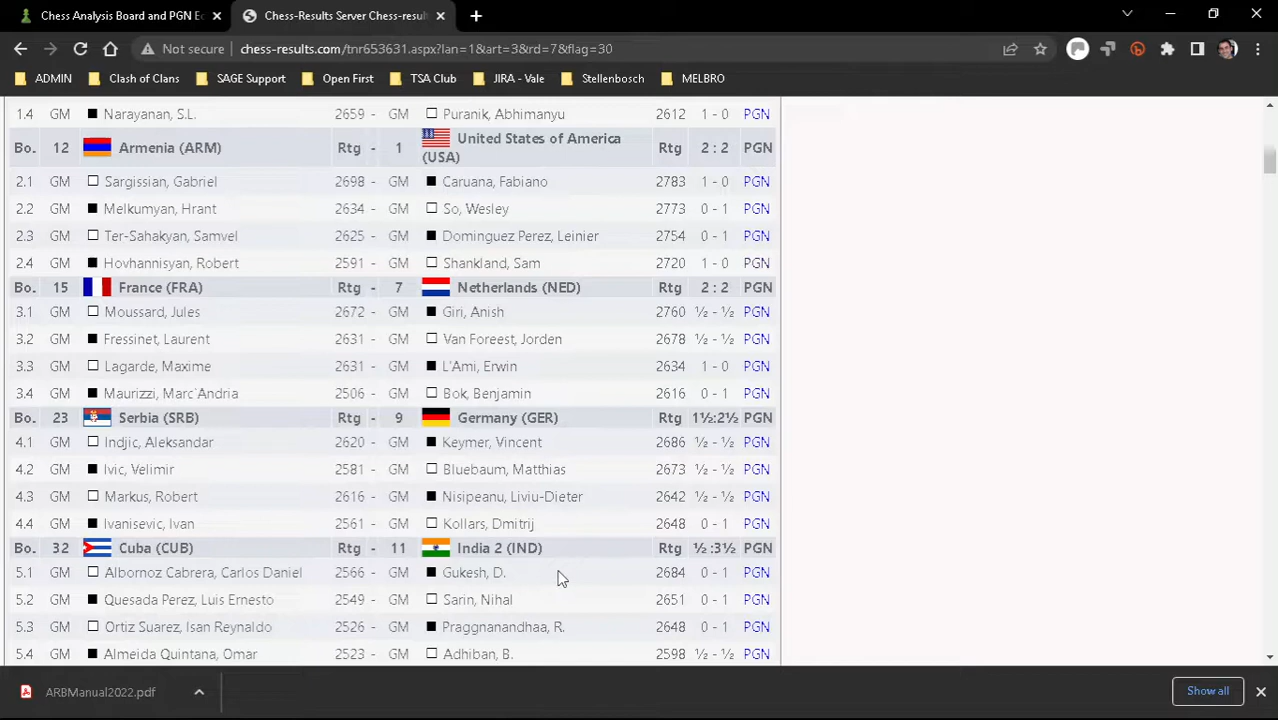 Chess Analysis Board and PGN Ec
Chess-Results Server Chess-resul
Not secure chess-results.com/tnr653631.aspx?lan=1&art=3&rd=7&flag=30
ADMIN Clash of Clans SAGE Support Open First TSA Club JIRA - Vale Stellenbosch MELBRO
1.4 GM Narayanan, S.L. 2659 - GM Puranik, Abhimanyu 2612 1 - 0 PGN
Bo. 12 Armenia (ARM) Rtg - 1 United States of America (USA) Rtg 2 : 2 PGN
2.1 GM Sargissian, Gabriel 2698 - GM Caruana, Fabiano 2783 1 - 0 PGN
2.2 GM Melkumyan, Hrant 2634 - GM So, Wesley 2773 0 - 1 PGN
2.3 GM Ter-Sahakyan, Samvel 2625 - GM Dominguez Perez, Leinier 2754 0 - 1 PGN
2.4 GM Hovhannisyan, Robert 2591 - GM Shankland, Sam 2720 1 - 0 PGN
Bo. 15 France (FRA) Rtg - 7 Netherlands (NED) Rtg 2 : 2 PGN
3.1 GM Moussard, Jules 2672 - GM Giri, Anish 2760 ½ - ½ PGN
3.2 GM Fressinet, Laurent 2631 - GM Van Foreest, Jorden 2678 ½ - ½ PGN
3.3 GM Lagarde, Maxime 2631 - GM L'Ami, Erwin 2634 1 - 0 PGN
3.4 GM Maurizzi, Marc`Andria 2506 - GM Bok, Benjamin 2616 0 - 1 PGN
Bo. 23 Serbia (SRB) Rtg - 9 Germany (GER) Rtg 1½:2½ PGN
4.1 GM Indjic, Aleksandar 2620 - GM Keymer, Vincent 2686 ½ - ½ PGN
4.2 GM Ivic, Velimir 2581 - GM Bluebaum, Matthias 2673 ½ - ½ PGN
4.3 GM Markus, Robert 2616 - GM Nisipeanu, Liviu-Dieter 2642 ½ - ½ PGN
4.4 GM Ivanisevic, Ivan 2561 - GM Kollars, Dmitrij 2648 0 - 1 PGN
Bo. 32 Cuba (CUB) Rtg - 11 India 2 (IND) Rtg ½ :3½ PGN
5.1 GM Albornoz Cabrera, Carlos Daniel 2566 - GM Gukesh, D. 2684 0 - 1 PGN
5.2 GM Quesada Perez, Luis Ernesto 2549 - GM Sarin, Nihal 2651 0 - 1 PGN
5.3 GM Ortiz Suarez, Isan Reynaldo 2526 - GM Praggnanandhaa, R. 2648 0 - 1 PGN
5.4 GM Almeida Quintana, Omar 2523 - GM Adhiban, B. 2598 ½ - ½ PGN
ARBManual2022.pdf Show all